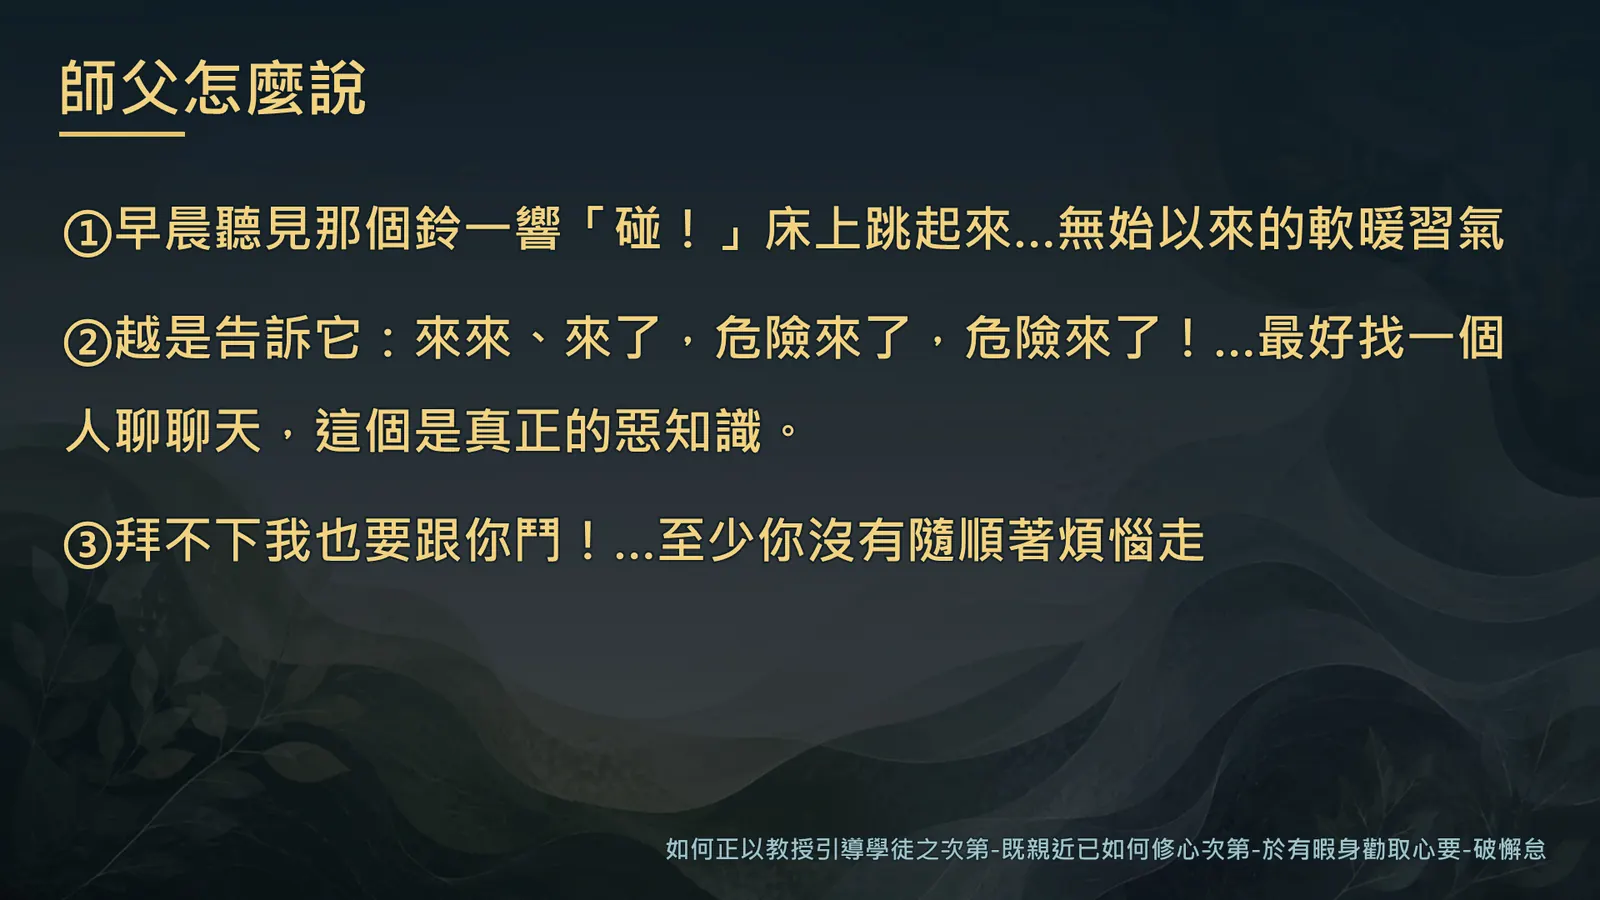 師父怎麼說
①早晨聽見那個鈴一響「碰！」床上跳起來...無始以來的軟暖習氣
②越是告訴它：來來、來了，危險來了，危險來了！...最好找一個
人聊聊天，這個是真正的惡知識。
③拜不下我也要跟你鬥！...至少你沒有隨順著煩惱走
如何正以教授引導學徒之次第-既親近已如何修心次第-於有暇身勸取心要-破懈怠